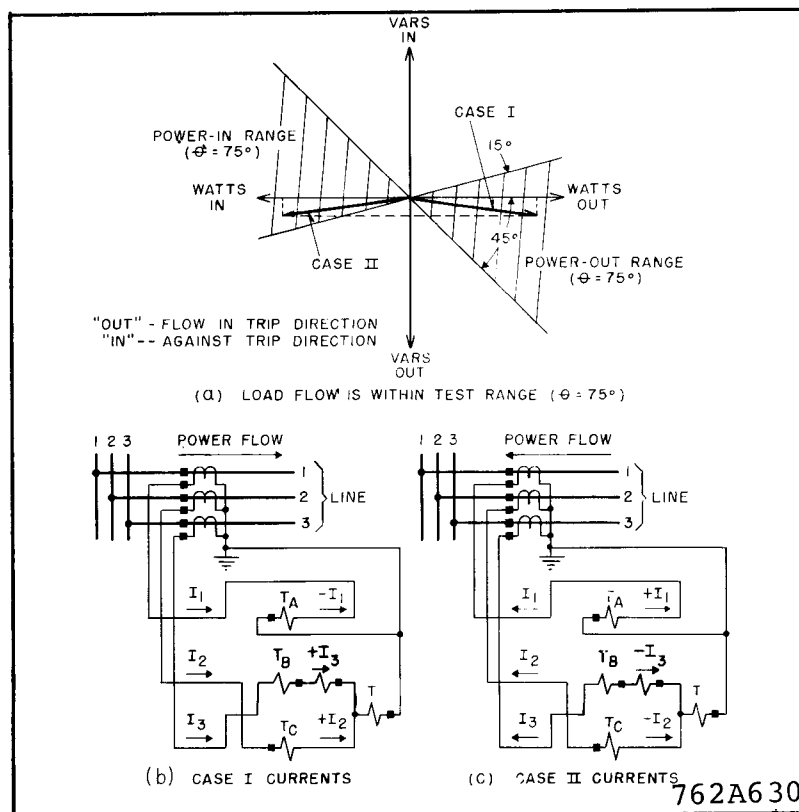 VARS
IN
CASE I
POWER-IN RANGE
(θ = 75°)
15°
WATTS
IN
WATTS
OUT
45°
CASE II
POWER-OUT RANGE
(θ = 75°)
"OUT" - FLOW IN TRIP DIRECTION
"IN" -- AGAINST TRIP DIRECTION
VARS
OUT
(a) LOAD FLOW IS WITHIN TEST RANGE (θ = 75°)
1 2 3 POWER FLOW
1
2 LINE
3
I1 TA -I1
I2 TB +I3 T
I3 TC +I2
(b) CASE I CURRENTS
1 2 3 POWER FLOW
1
2 LINE
3
I1 TA +I1
I2 TB -I3 T
I3 TC -I2
(c) CASE II CURRENTS
762A630